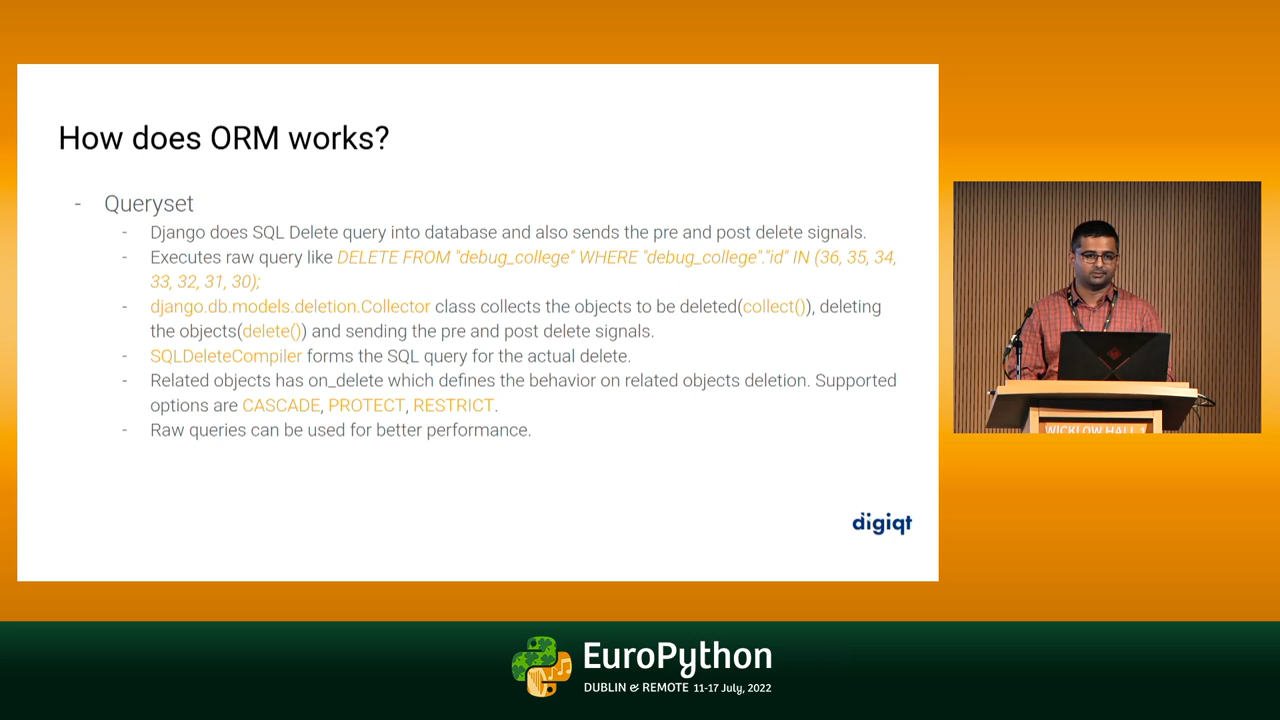 How does ORM works?
- Queryset
- Django does SQL Delete query into database and also sends the pre and post delete signals.
- Executes raw query like DELETE FROM "debug_college" WHERE "debug_college"."id" IN (36, 35, 34,
33, 32, 31, 30);
- django.db.models.deletion.Collector class collects the objects to be deleted(collect()), deleting
the objects(delete()) and sending the pre and post delete signals.
- SQLDeleteCompiler forms the SQL query for the actual delete.
- Related objects has on_delete which defines the behavior on related objects deletion. Supported
options are CASCADE, PROTECT, RESTRICT.
- Raw queries can be used for better performance.
digiqt
WICKLOW HALL 1
EuroPython
DUBLIN & REMOTE 11-17 July, 2022